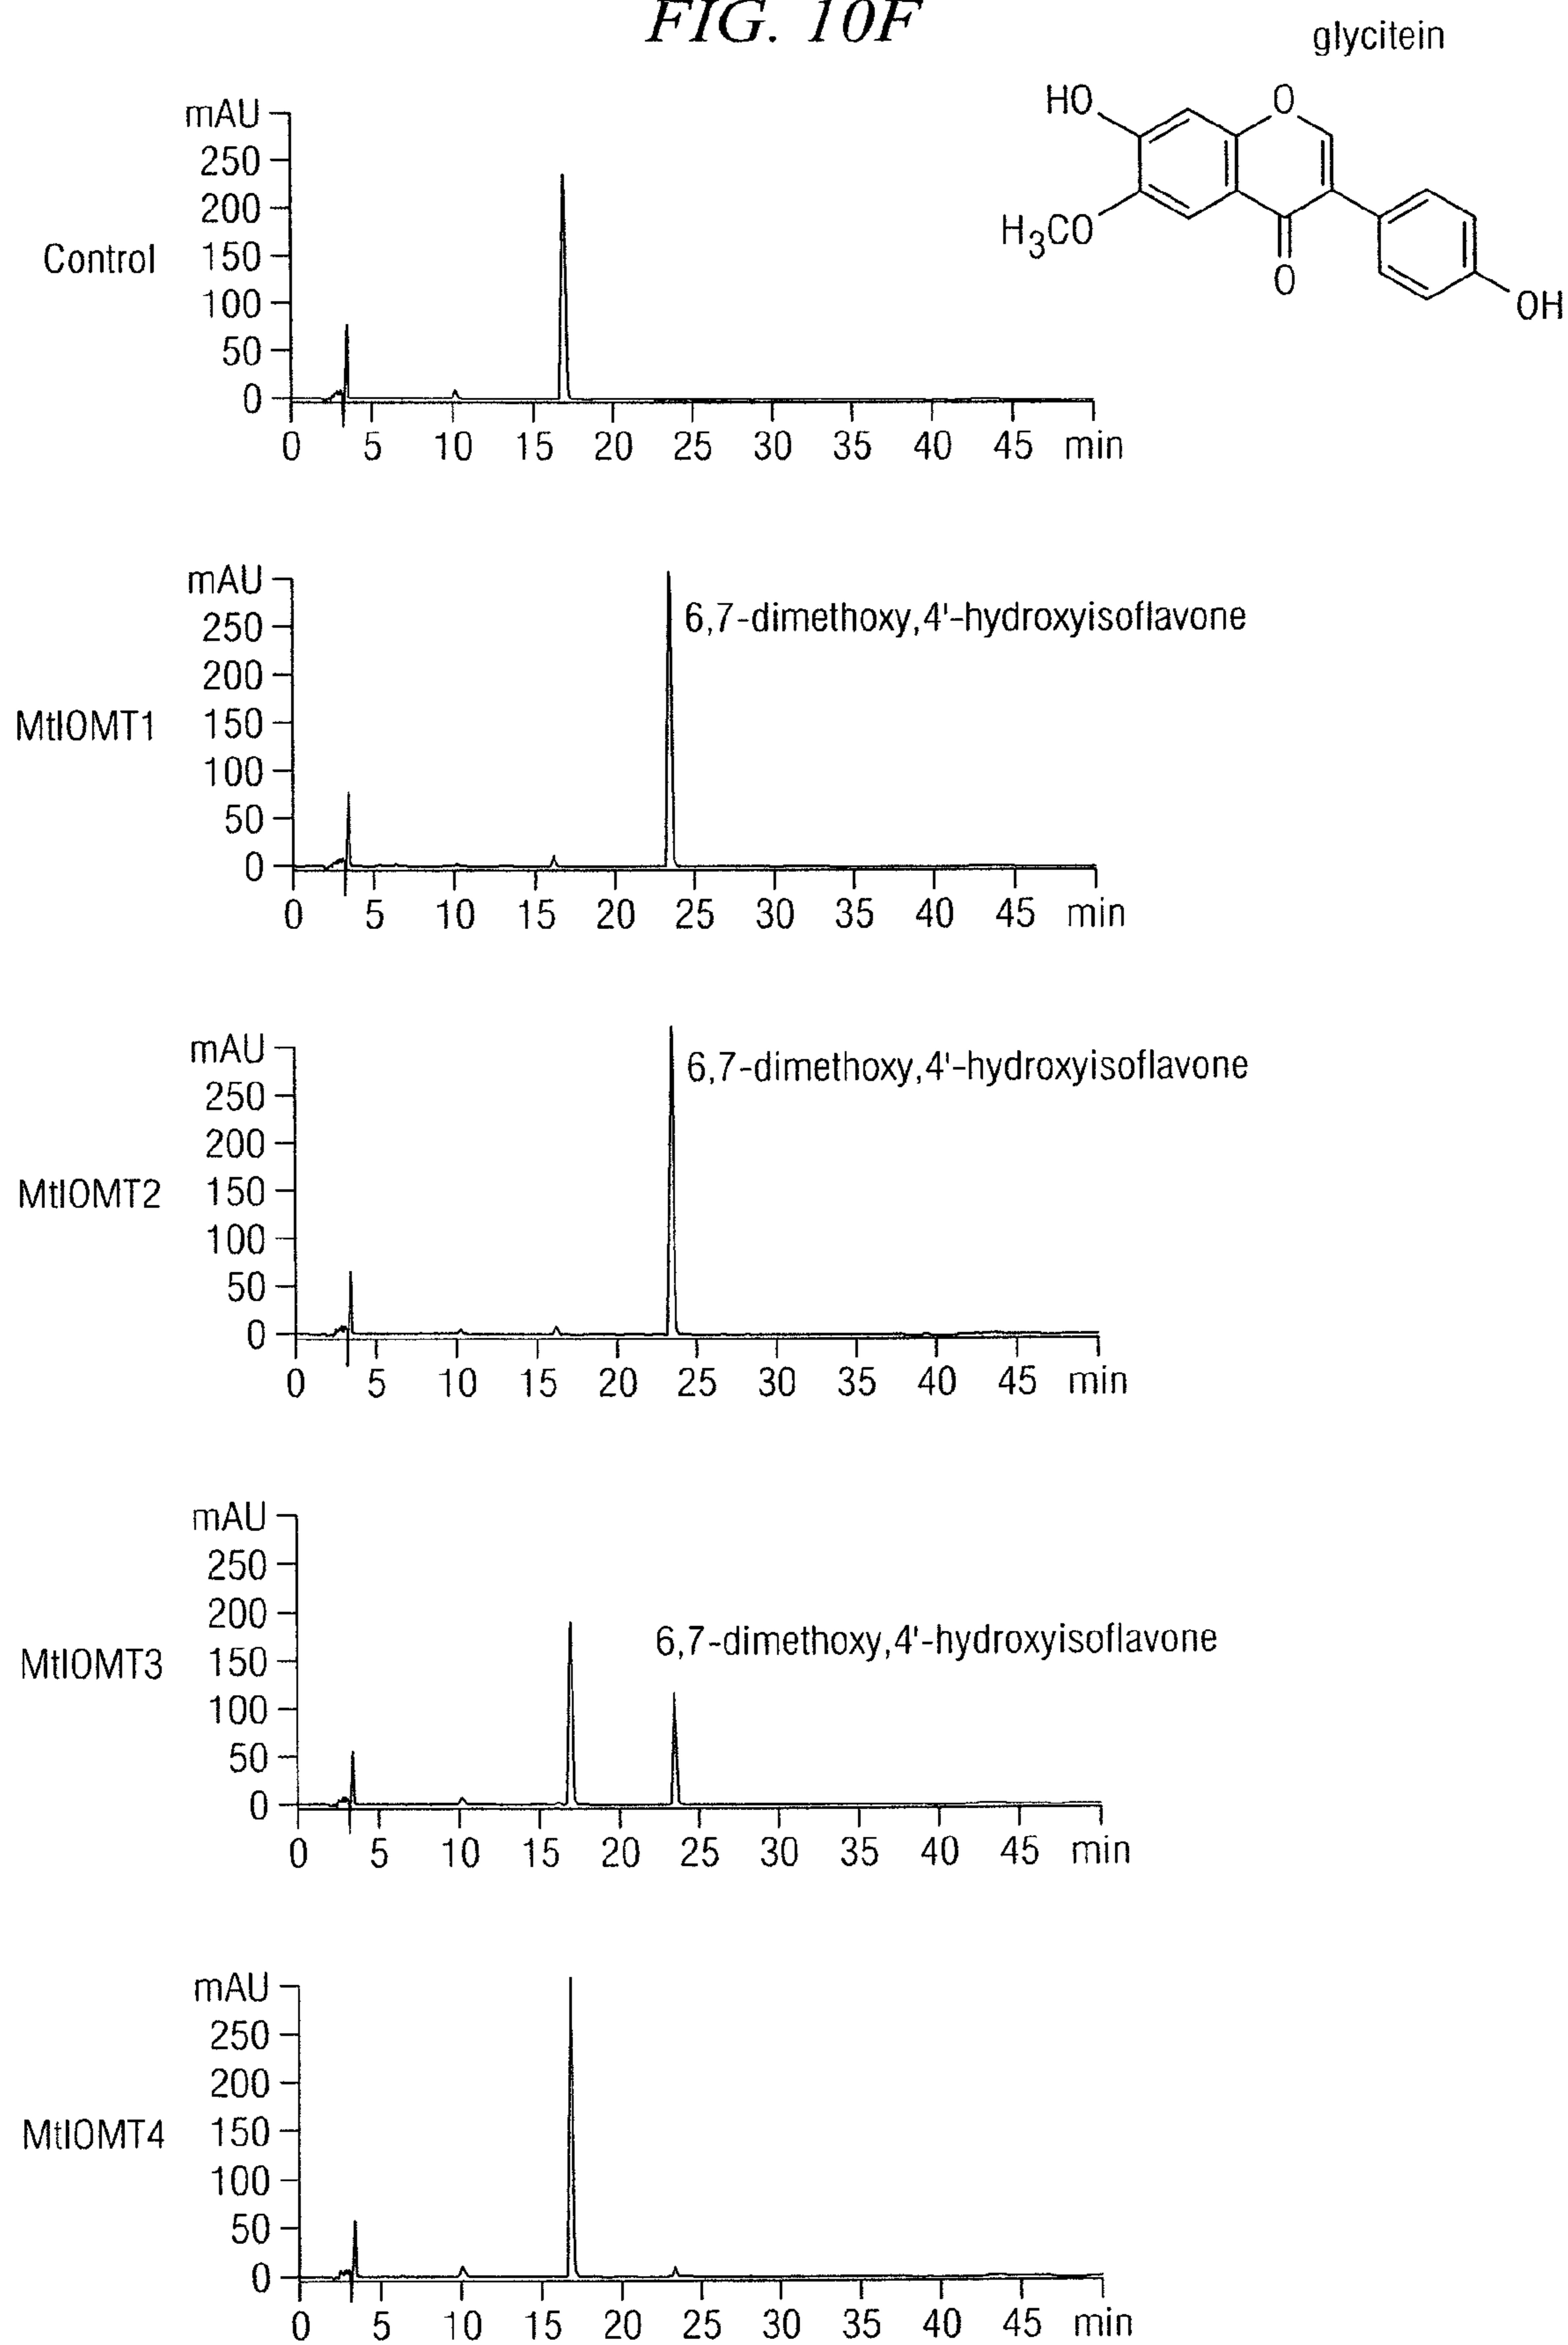 FIG. 10F
glycitein
HO
O
H3CO
O
OH
mAU
250
200
150
100
50
0
Control
0 5 10 15 20 25 30 35 40 45 min
mAU
250
200
150
100
50
0
MtIOMT1
6,7-dimethoxy,4'-hydroxyisoflavone
0 5 10 15 20 25 30 35 40 45 min
mAU
250
200
150
100
50
0
MtIOMT2
6,7-dimethoxy,4'-hydroxyisoflavone
0 5 10 15 20 25 30 35 40 45 min
mAU
250
200
150
100
50
0
MtIOMT3
6,7-dimethoxy,4'-hydroxyisoflavone
0 5 10 15 20 25 30 35 40 45 min
mAU
250
200
150
100
50
0
MtIOMT4
0 5 10 15 20 25 30 35 40 45 min